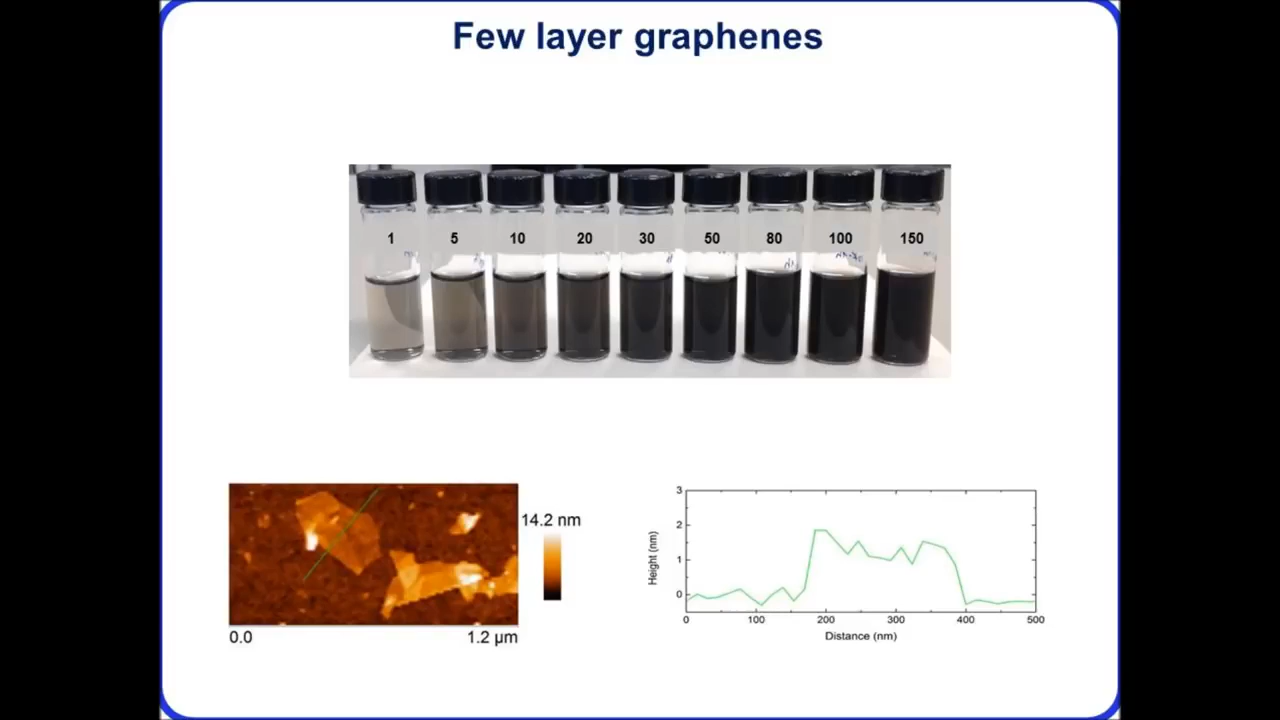 Few layer graphenes
1 5 10 20 30 50 80 100 150
14.2 nm
0.0 1.2 µm
3
2
1
0
Height (nm)
0 100 200 300 400 500
Distance (nm)